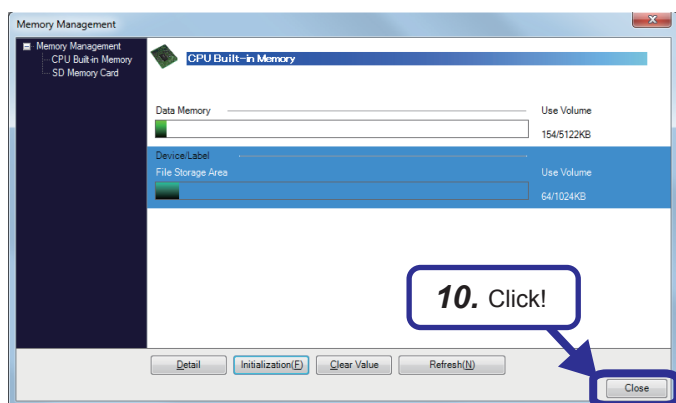 Memory Management
Memory Management
CPU Built-in Memory
SD Memory Card
CPU Built-in Memory
Data Memory
Use Volume
154/5122KB
Device/Label
File Storage Area
Use Volume
64/1024KB
10. Click!
Detail
Initialization(F)
Clear Value
Refresh(N)
Close